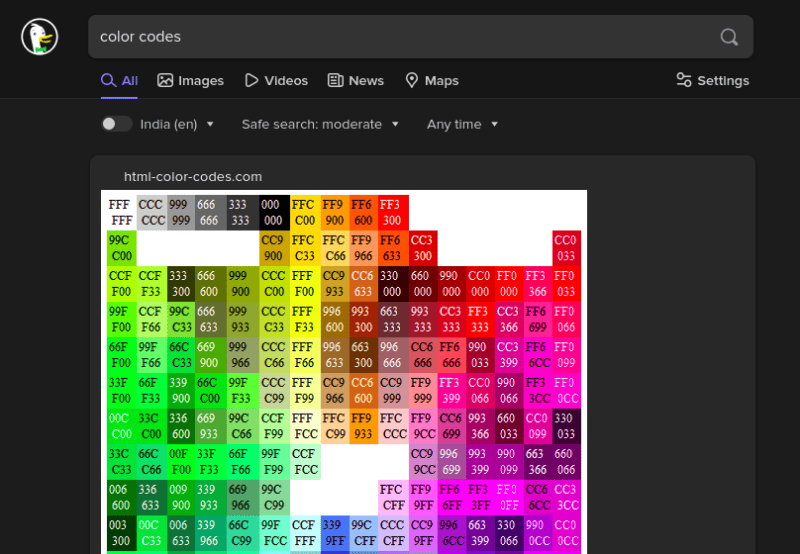 color codes
All Images Videos News Maps Settings
India (en) Safe search: moderate Any time
html-color-codes.com
FFF CCC 999 666 333 000 FFC FF9 FF6 FF3
FFF CCC 999 666 333 000 C00 900 600 300
99C CC9 FFC FFC FF9 FF6 CC3 CC0
C00 900 C33 C66 966 633 300 033
CCF CCF 333 666 999 CCC FFF CC9 CC6 330 660 990 CC0 FF0 FF3 FF0
F00 F33 300 600 900 C00 F00 933 633 000 000 000 000 000 366 033
99F CCF 99C 666 999 CCC FFF 996 993 663 993 CC3 FF3 CC3 FF6 FF0
F00 F66 C33 633 933 C33 F33 600 300 333 333 333 333 366 699 066
66F 99F 66C 669 999 CCC FFF 996 663 996 CC6 FF6 990 CC3 FF6 FF0
F00 F66 C33 900 966 C66 F66 633 300 666 666 666 033 399 6CC 099
33F 66F 339 66C 99F CCC FFF CC9 CC6 CC9 FF9 FF3 CC0 990 FF3 FF0
F00 F33 900 C00 F33 C99 F99 966 600 999 999 399 066 066 CCC 0CC
00C 33C 336 669 99C CCF FFF FFC FF9 FFC FF9 CC6 993 660 CC0 330
C00 C00 600 933 C66 F99 FCC C99 933 CCC 9CC 699 366 033 099 033
33C 66C 00F 33F 66F 99F CCF CC9 996 993 990 663 660
C33 C66 F00 F33 F66 F99 FCC 9CC 699 399 099 366 066
006 336 009 339 669 99C FFC FF9 FF6 FF3 FF0 CC6 CC3
600 633 900 933 966 C99 CFF 9FF 6FF 3FF 0FF 6CC 3CC
003 00C 006 339 66C 99F CCF 339 99C CCC CC9 996 663 330 990 CC0
300 C33 633 966 C99 FCC FFF 9FF CFF CFF 9FF 6CC 399 066 0CC 0CC